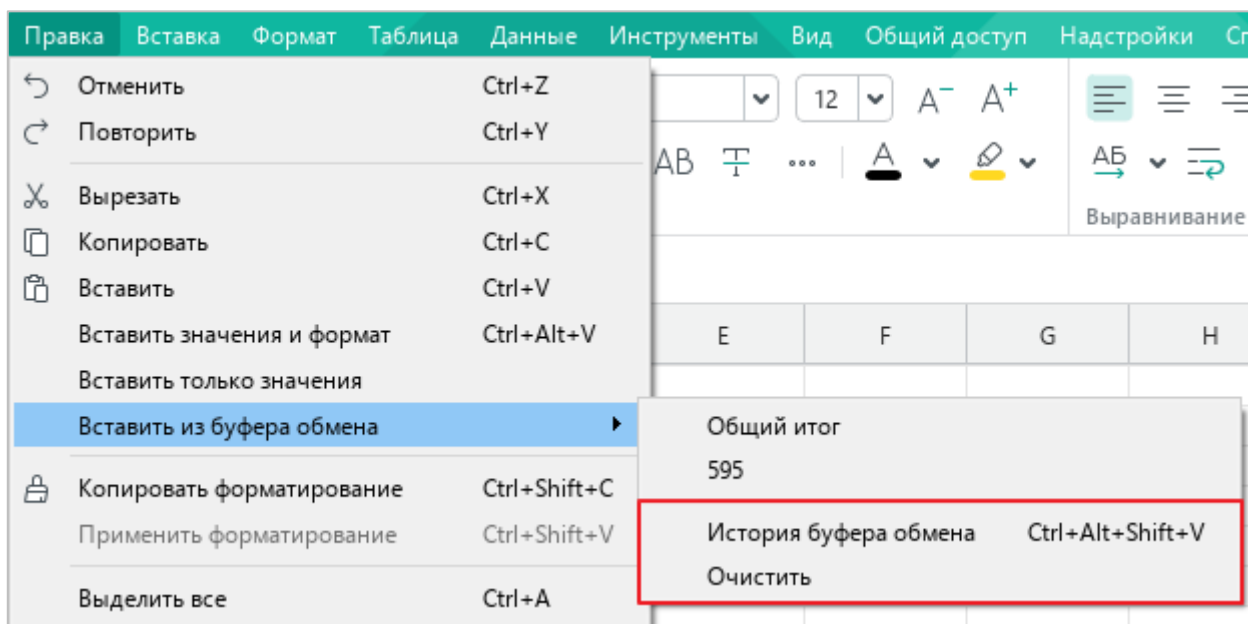 Правка Вставка Формат Таблица Данные Инструменты Вид Общий доступ Надстройки
Отменить Ctrl+Z
12 A- A+
Повторить Ctrl+Y
АВ Т ... А АБ
Вырезать Ctrl+X
Выравнивание
Копировать Ctrl+C
Вставить Ctrl+V
Вставить значения и формат Ctrl+Alt+V
E F G H
Вставить только значения
Вставить из буфера обмена
Общий итог
595
Копировать форматирование Ctrl+Shift+C
Применить форматирование Ctrl+Shift+V
История буфера обмена Ctrl+Alt+Shift+V
Очистить
Выделить все Ctrl+A